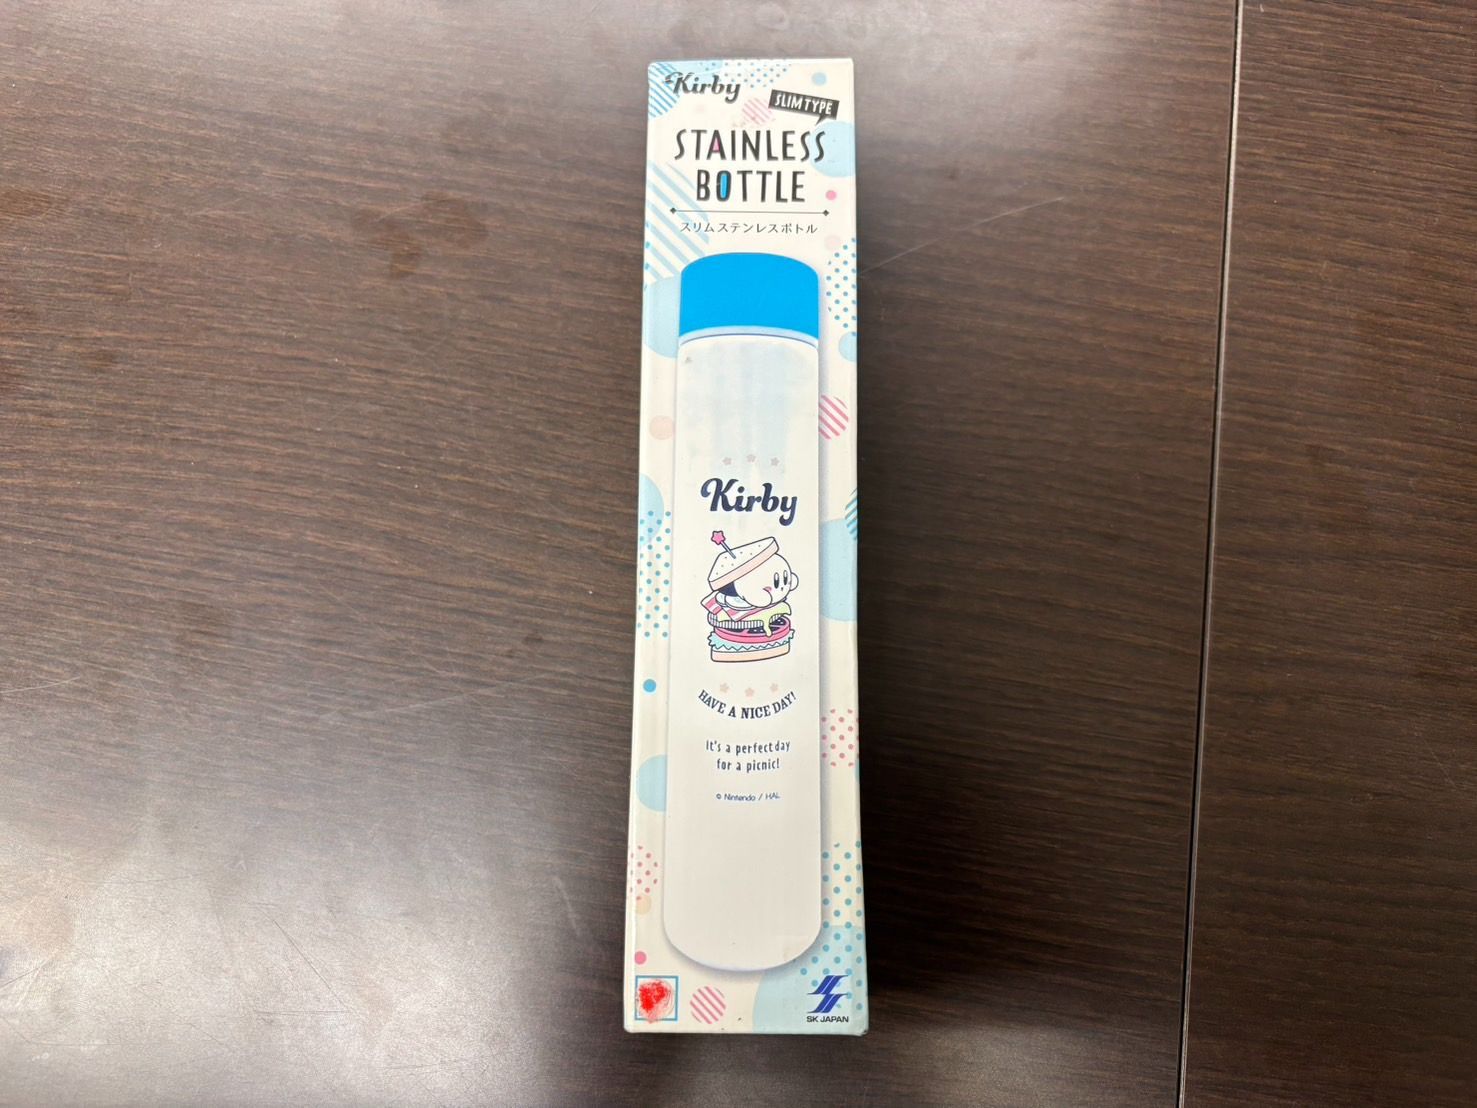 Kirby
SLIM TYPE
STAINLESS
BOTTLE
スリムステンレスボトル
Kirby
HAVE A NICE DAY!
It's a perfect day
for a picnic!
© Nintendo / HAL
SK JAPAN